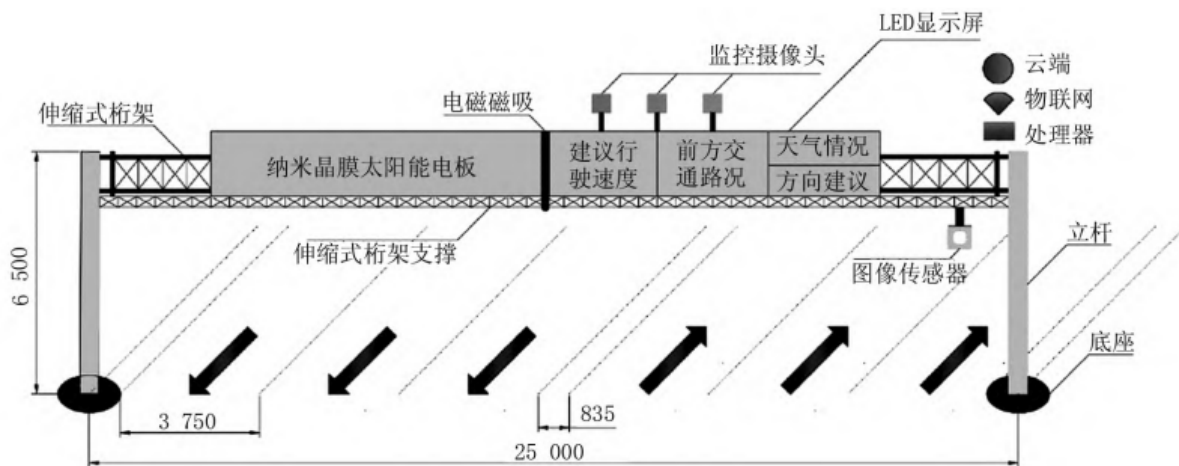 LED显示屏
监控摄像头
云端
电磁磁吸
物联网
伸缩式桁架
处理器
纳米晶膜太阳能电板
建议行
驶速度
前方交
通路况
天气情况
方向建议
伸缩式桁架支撑
图像传感器
立杆
6 500
底座
3 750
835
25 000